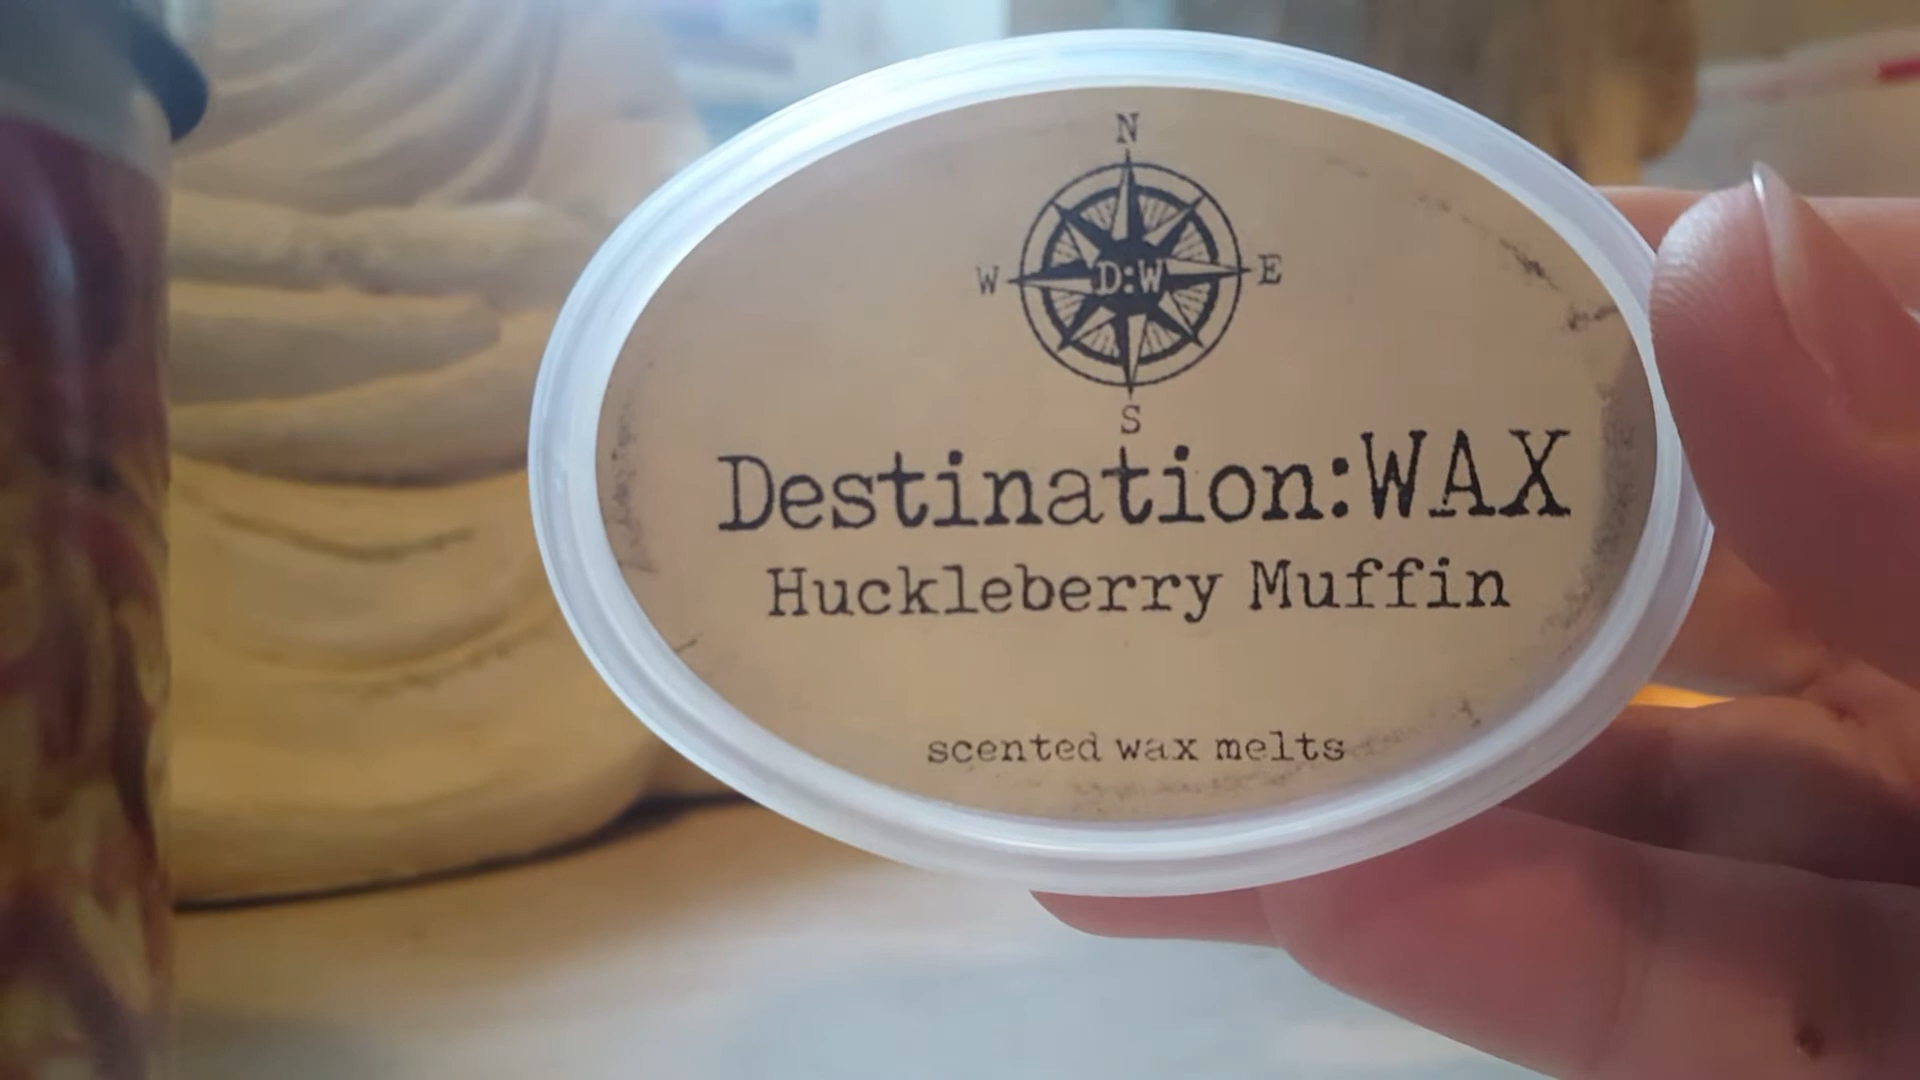 N
W D:W E
S
Destination:WAX
Huckleberry Muffin
scented wax melts